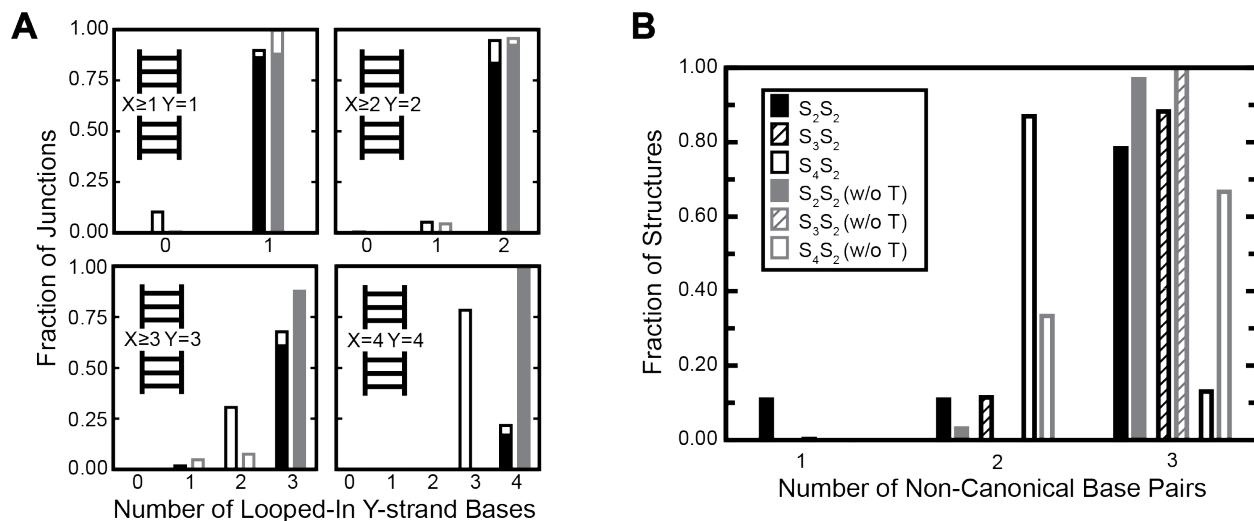 A
Fraction of Junctions
1.00
0.75
0.50
0.25
0.00
X≥1 Y=1
0 1
X≥2 Y=2
0 1 2
1.00
0.75
0.50
0.25
0.00
X≥3 Y=3
0 1 2 3
X=4 Y=4
0 1 2 3 4
Number of Looped-In Y-strand Bases
B
Fraction of Structures
1.00
0.80
0.60
0.40
0.20
0.00
S₂S₂
S₃S₂
S₄S₂
S₂S₂ (w/o T)
S₃S₂ (w/o T)
S₄S₂ (w/o T)
1 2 3
Number of Non-Canonical Base Pairs